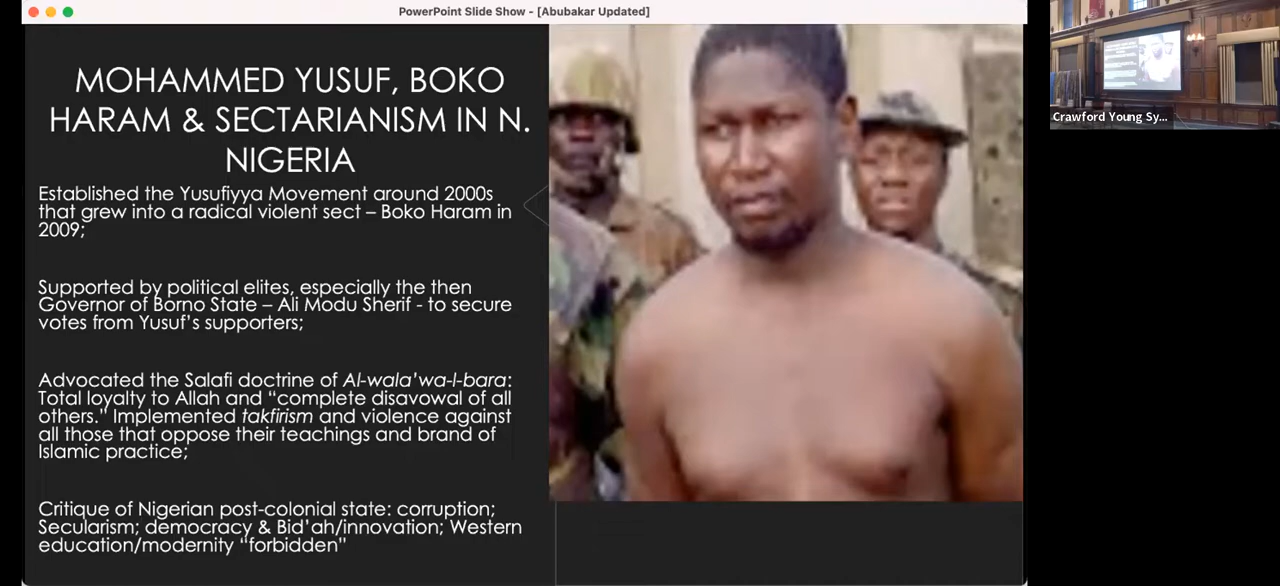 PowerPoint Slide Show - [Abubakar Updated]
MOHAMMED YUSUF, BOKO
HARAM & SECTARIANISM IN N.
NIGERIA
Established the Yusufiyya Movement around 2000s
that grew into a radical violent sect – Boko Haram in
2009;
Supported by political elites, especially the then
Governor of Borno State – Ali Modu Sherif - to secure
votes from Yusuf's supporters;
Advocated the Salafi doctrine of Al-wala'wa-l-bara:
Total loyalty to Allah and “complete disavowal of all
others.” Implemented takfirism and violence against
all those that oppose their teachings and brand of
Islamic practice;
Critique of Nigerian post-colonial state: corruption;
Secularism; democracy & Bid'ah/innovation; Western
education/modernity “forbidden”
Crawford Young Sy...